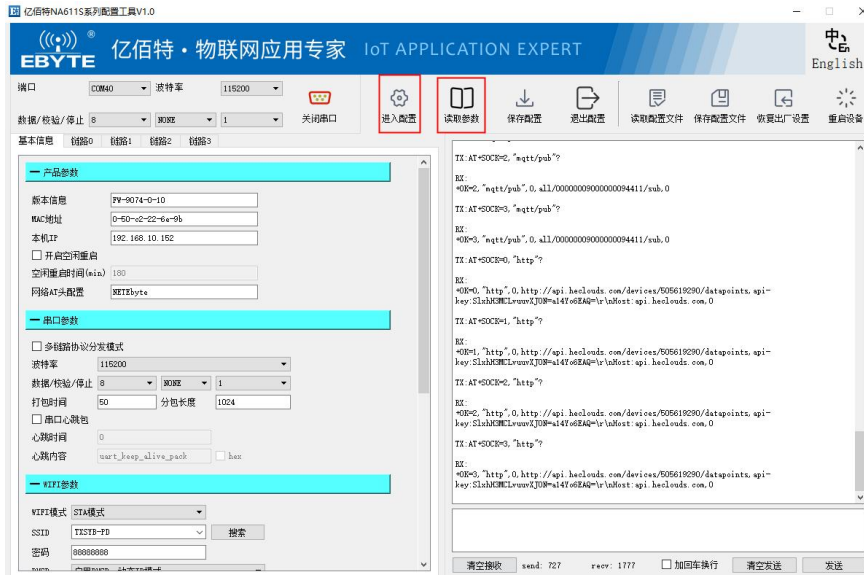 亿佰特NA611S系列配置工具V1.0
EBYTE ® 亿佰特·物联网应用专家 IoT APPLICATION EXPERT
中 En
English
端口 COM40 波特率 115200
数据/校验/停止 8 NONE 1
关闭串口 进入配置 读取参数 保存配置 退出配置 读取配置文件 保存配置文件 恢复出厂设置 重启设备
基本信息 链路0 链路1 链路2 链路3
产品参数
版本信息 FW-9074-0-10
MAC地址 0-50-c2-22-6e-9b
本机IP 192.168.10.152
开启空闲重启
空闲重启时间(min) 180
网络AT头配置 NETEbyte
串口参数
多链路协议分发模式
波特率 115200
数据/校验/停止 8 NONE 1
打包时间 50 分包长度 1024
串口心跳包
心跳时间 0
心跳内容 uart_keep_alive_pack hex
WIFI参数
WIFI模式 STA模式
SSID TXSYB-PD 搜索
密码 88888888
TX:AT+SOCK=2,"mqtt/pub"?
RX:
+OK=2,"mqtt/pub",0,all/00000009000000094411/sub,0
TX:AT+SOCK=3,"mqtt/pub"?
RX:
+OK=3,"mqtt/pub",0,all/00000009000000094411/sub,0
TX:AT+SOCK=0,"http"?
RX:
+OK=0,"http",0,http://api.heclouds.com/devices/505619290/datapoints,api-
key:SlxhH3MCLvuuvXJON=a14Yo6EAQ=\r\nHost:api.heclouds.com,0
TX:AT+SOCK=1,"http"?
RX:
+OK=1,"http",0,http://api.heclouds.com/devices/505619290/datapoints,api-
key:SlxhH3MCLvuuvXJON=a14Yo6EAQ=\r\nHost:api.heclouds.com,0
TX:AT+SOCK=2,"http"?
RX:
+OK=2,"http",0,http://api.heclouds.com/devices/505619290/datapoints,api-
key:SlxhH3MCLvuuvXJON=a14Yo6EAQ=\r\nHost:api.heclouds.com,0
TX:AT+SOCK=3,"http"?
RX:
+OK=3,"http",0,http://api.heclouds.com/devices/505619290/datapoints,api-
key:SlxhH3MCLvuuvXJON=a14Yo6EAQ=\r\nHost:api.heclouds.com,0
清空接收 send: 727 recv: 1777 加回车换行 清空发送 发送